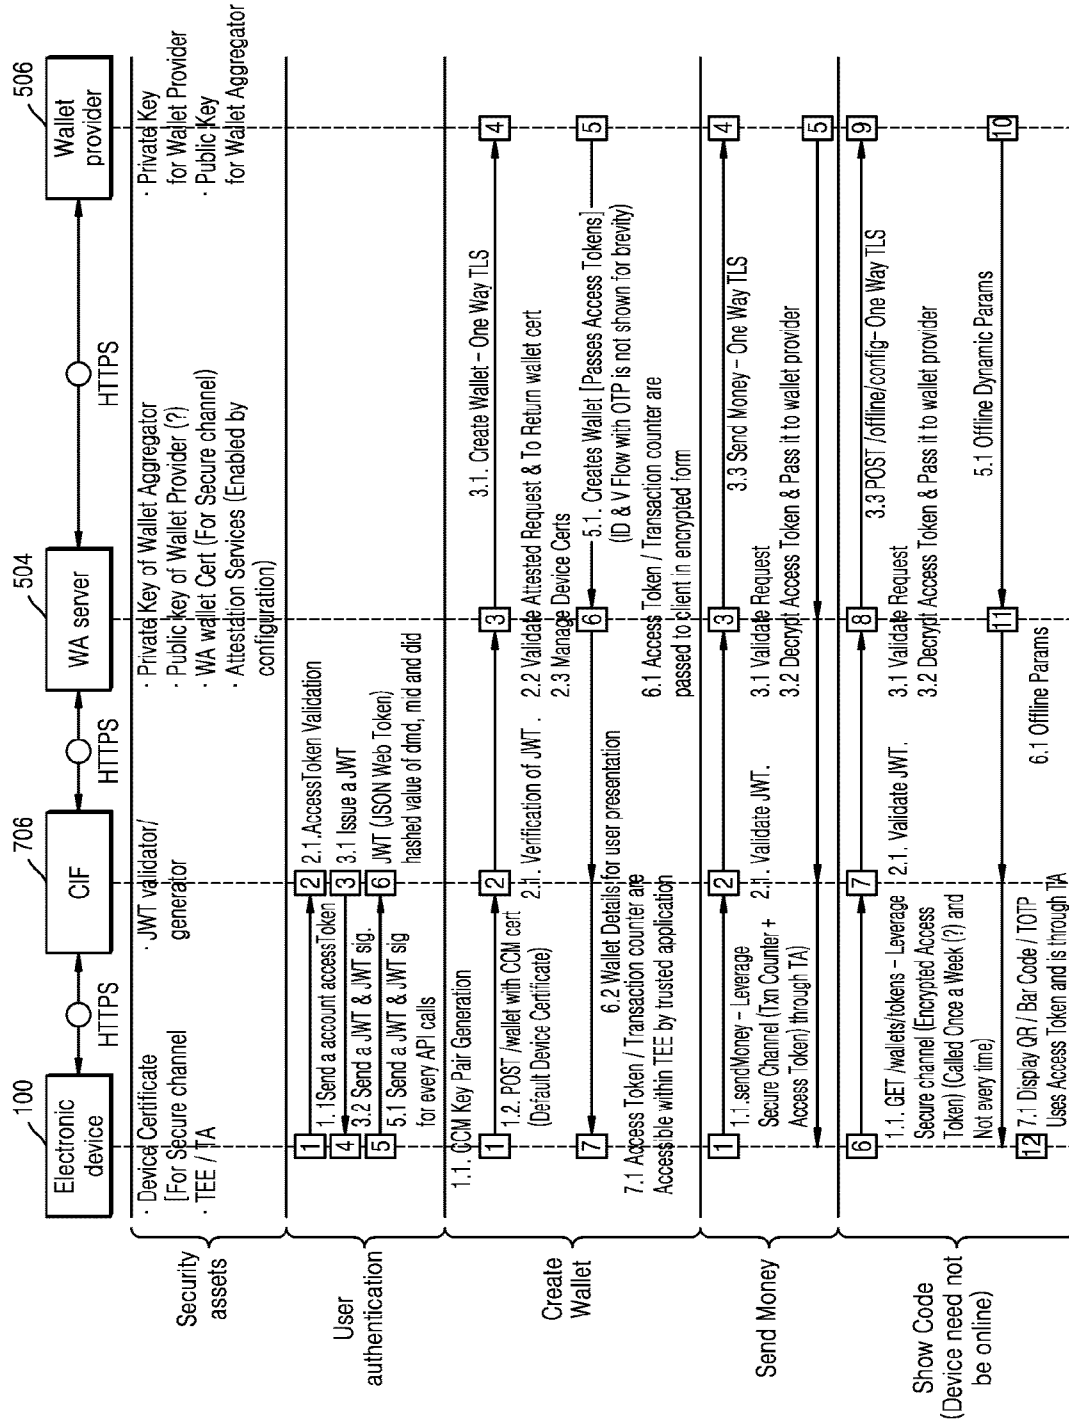 100
Electronic
device
HTTPS
706
CIF
HTTPS
504
WA server
HTTPS
506
Wallet
provider
Security
assets
· Device Certificate
[For Secure channel
· TEE / TA
· JWT validator/
generator
· Private Key of Wallet Aggregator
· Public key of Wallet Provider (?)
· WA wallet Cert (For Secure channel)
· Attestation Services (Enabled by
configuration)
· Private Key
for Wallet Provider
· Public Key
for Wallet Aggregator
User
authentication
1
1.1Send a account accessToken
2
2.1.AccessToken Validation
4
3.2 Send a JWT & JWT sig.
3
3.1 Issue a JWT
5
5.1 Send a JWT & JWT sig
for every API calls
6
JWT (JSON Web Token)
hashed value of dmd, mid and did
Create
Wallet
1.1. CCM Key Pair Generation
1
1.2. POST /wallet with CCM cert
(Default Device Certificate)
2
2.1. Verification of JWT .
3
2.2 Validate Attested Request & To Return wallet cert
2.3 Manage Device Certs
3.1. Create Wallet – One Way TLS
4
5
5.1. Creates Wallet [Passes Access Tokens]
(ID & V Flow with OTP is not shown for brevity)
6
6.1 Access Token / Transaction counter are
passed to client in encrypted form
6.2 Wallet Details for user presentation
7
7.1 Access Token / Transaction counter are
Accessible within TEE by trusted application
Send Money
1
1.1.sendMoney – Leverage
Secure Channel (Txn Counter +
Access Token) through TA)
2
2.1. Validate JWT.
3
3.1 Validate Request
3.2 Decrypt Access Token & Pass it to wallet provider
3.3 Send Money – One Way TLS
4
5
Show Code
(Device need not
be online)
6
1.1. GET /wallets/tokens – Leverage
Secure channel (Encrypted Access
Token) (Called Once a Week (?) and
Not every time)
7
2.1. Validate JWT.
8
3.1 Validate Request
3.2 Decrypt Access Token & Pass it to wallet provider
3.3 POST /offline/config– One Way TLS
9
10
5.1 Offline Dynamic Params
11
6.1 Offline Params
12
7.1 Display QR / Bar Code / TOTP
Uses Access Token and is through TA